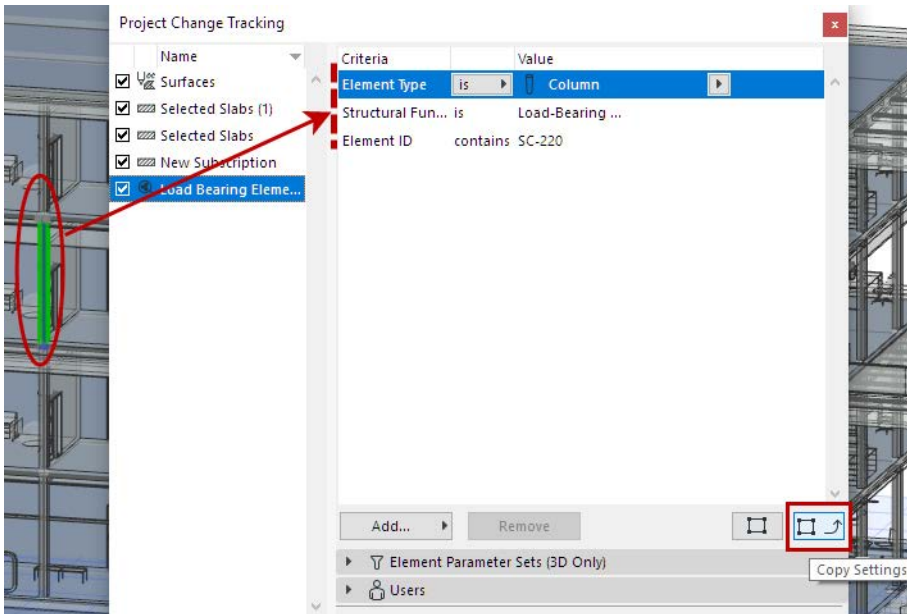 Project Change Tracking
x
Name
Surfaces
Selected Slabs (1)
Selected Slabs
New Subscription
Load Bearing Eleme...
Criteria Value
Element Type is Column
Structural Fun... is Load-Bearing ...
Element ID contains SC-220
Add... Remove
Copy Settings
Element Parameter Sets (3D Only)
Users